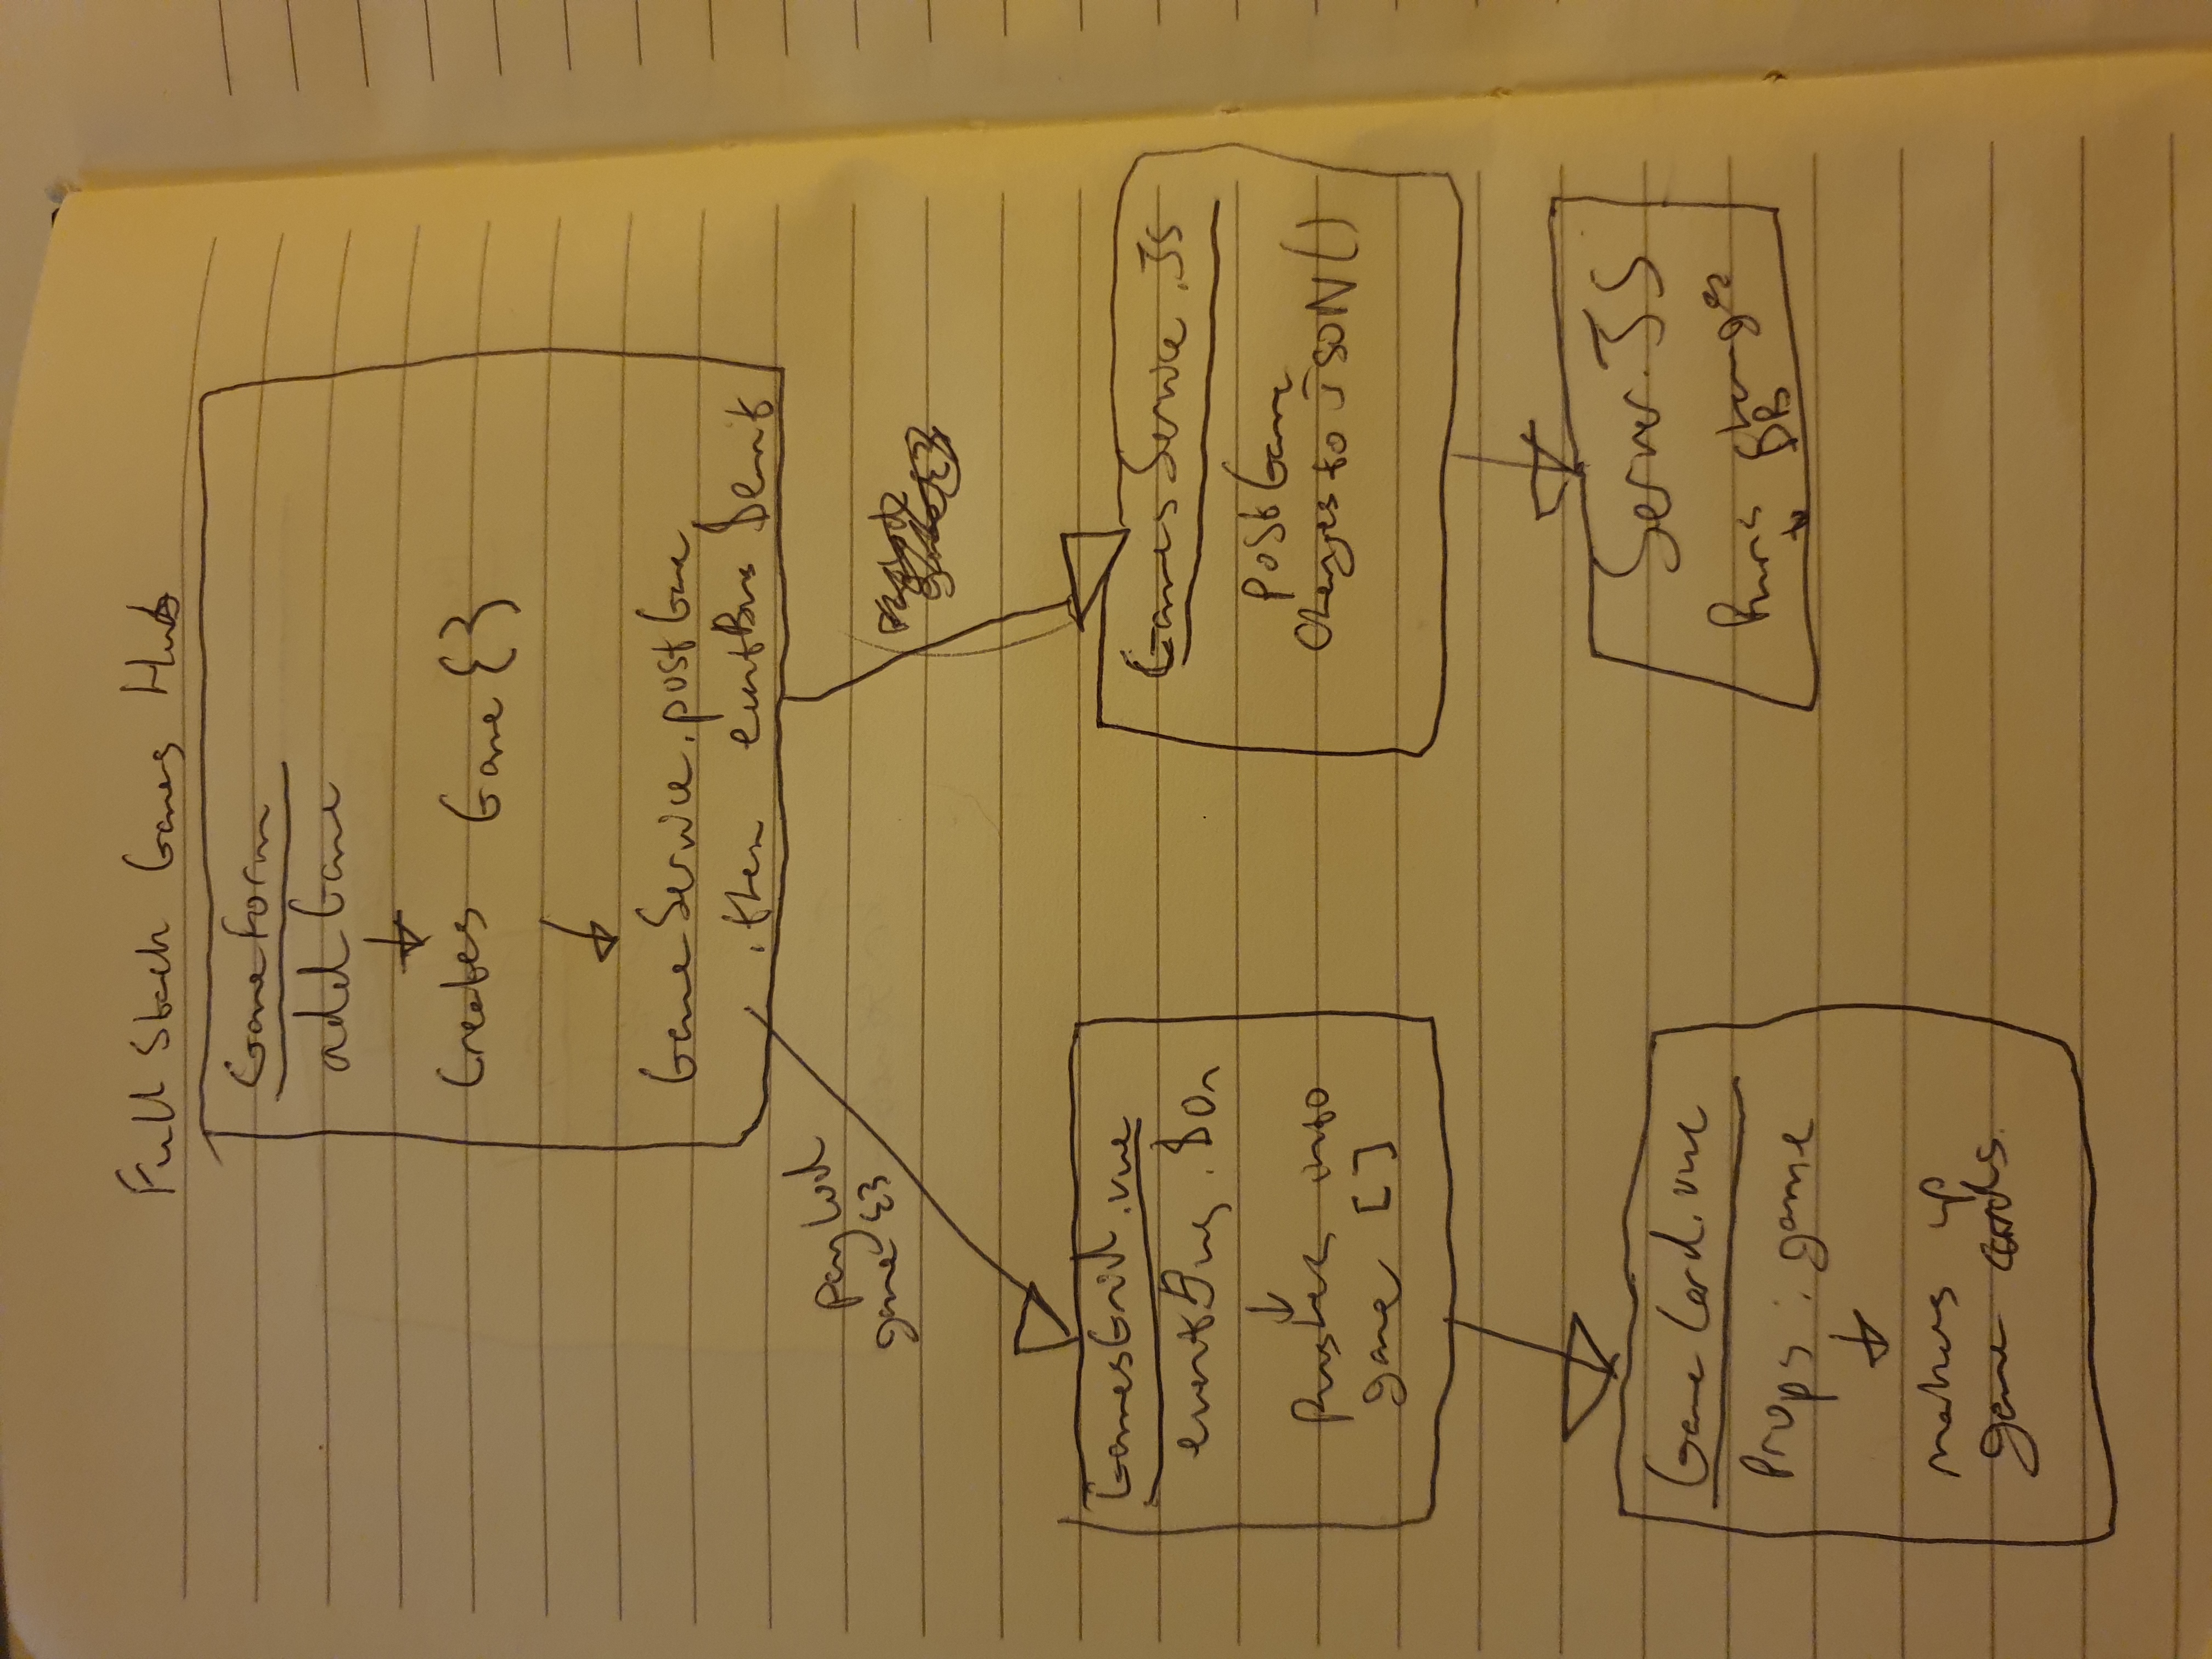 Full Stack Games Hub
GameForm
addGame
Creates Game {}
GameService.postGame
.then eventBus $emit
payload
game {}
GamesGrid.vue
eventBus.$on
Pushes into
game []
GamesService.JS
postGame
Changes to JSON()
GameCard.vue
Props: game
makes up
game cards.
Server.JS
Runs changes
to DB